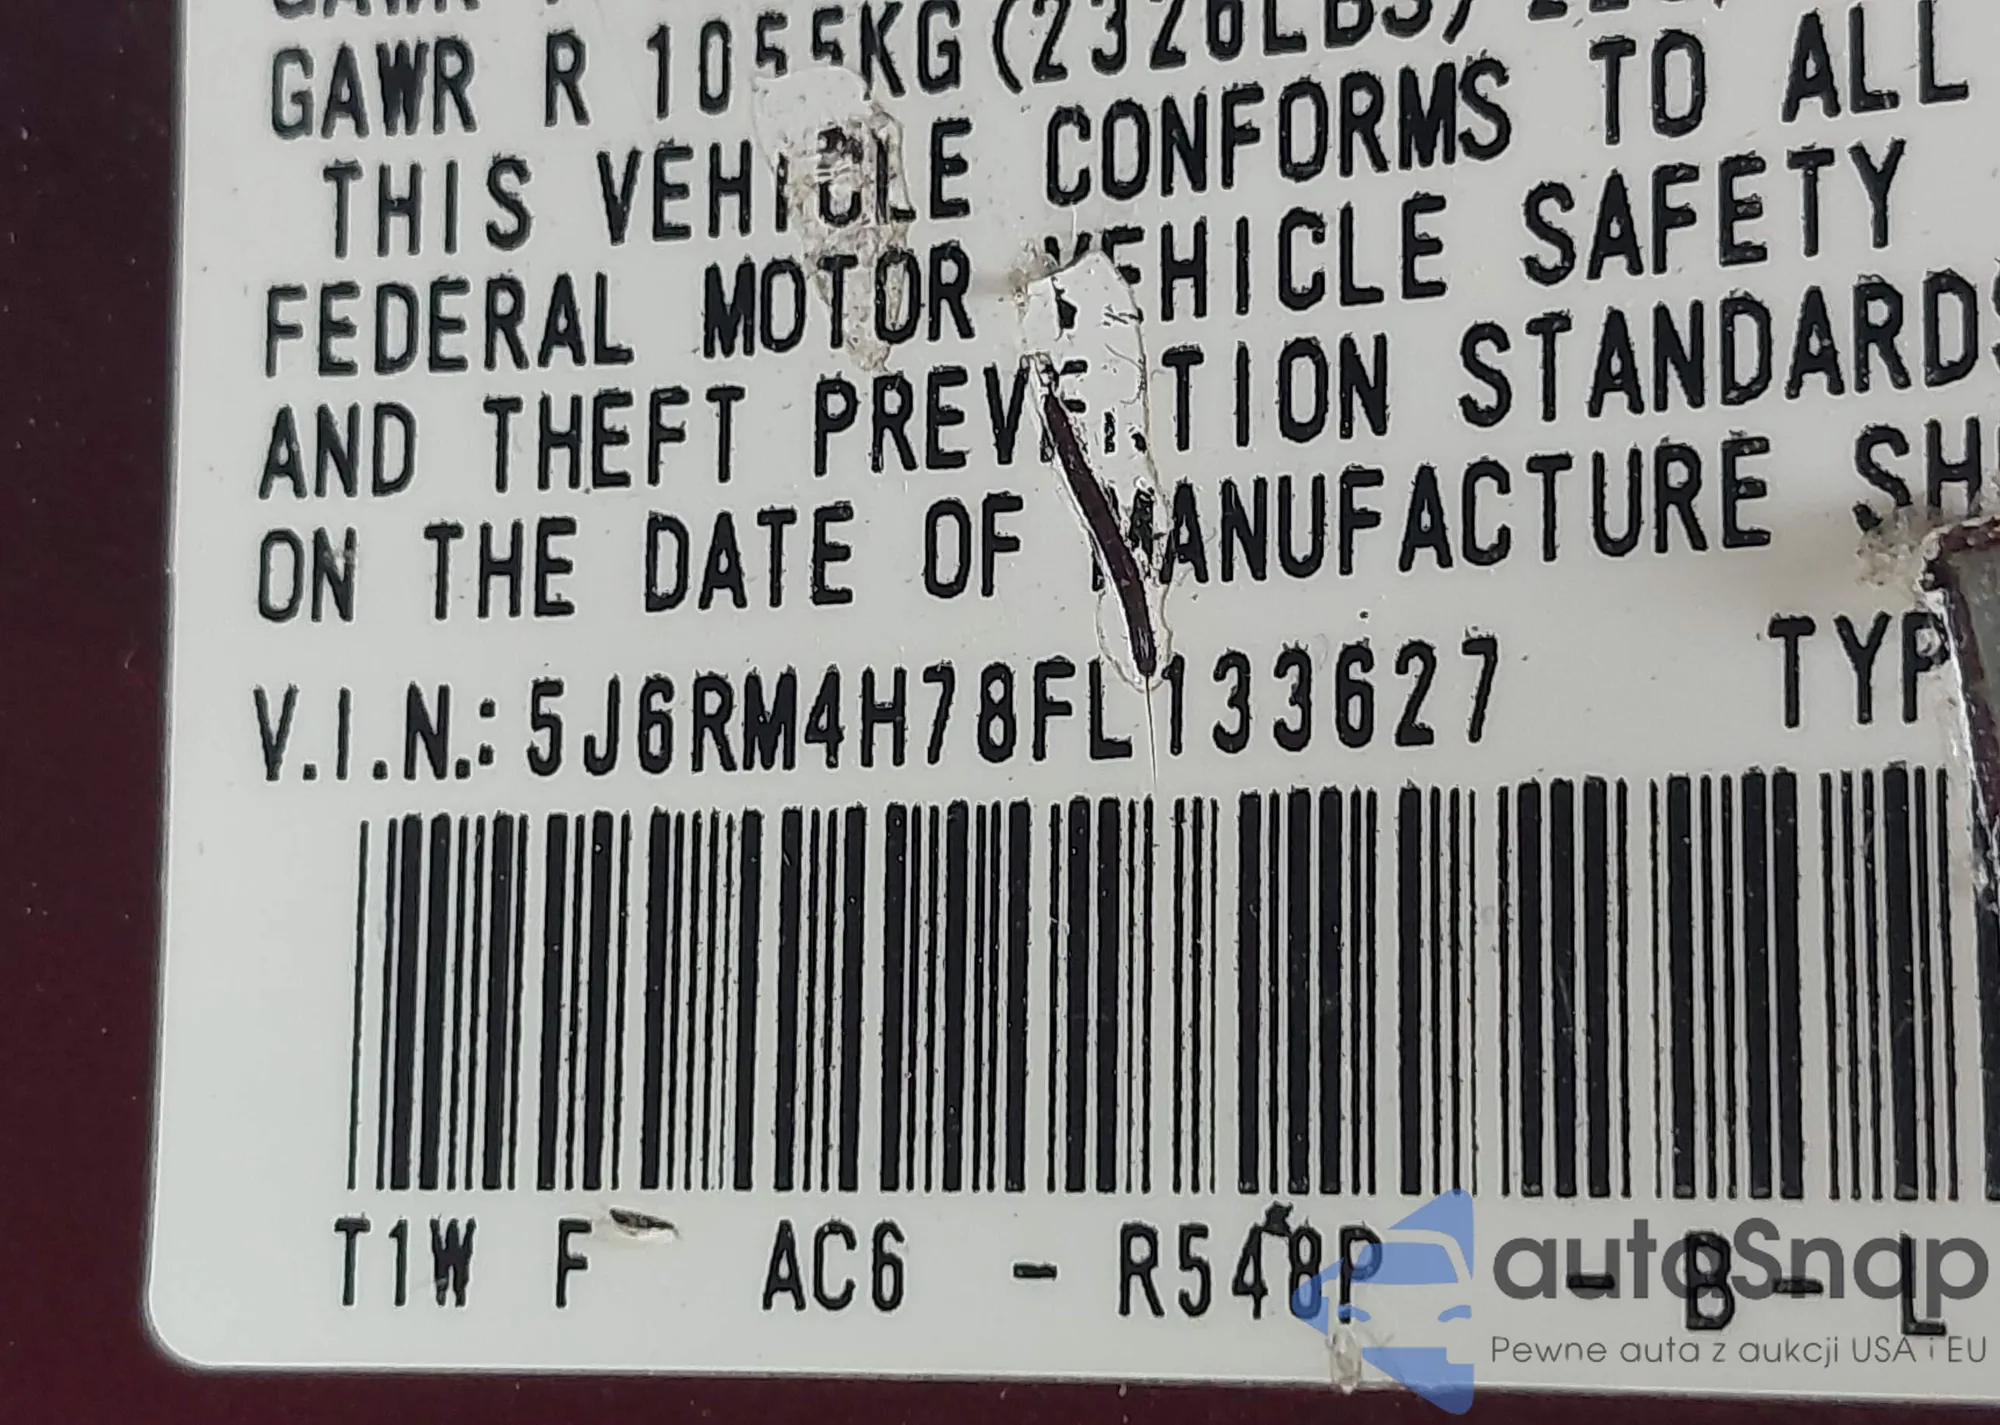 GAWR R 1055KG(2326LBS)
THIS VEHICLE CONFORMS TO ALL
FEDERAL MOTOR VEHICLE SAFETY
AND THEFT PREVENTION STANDARDS
ON THE DATE OF MANUFACTURE
V.I.N.: 5J6RM4H78FL133627 TYP
T1W F AC6 - R548P - B - L
autoSnap
Pewne auta z aukcji USA i EU